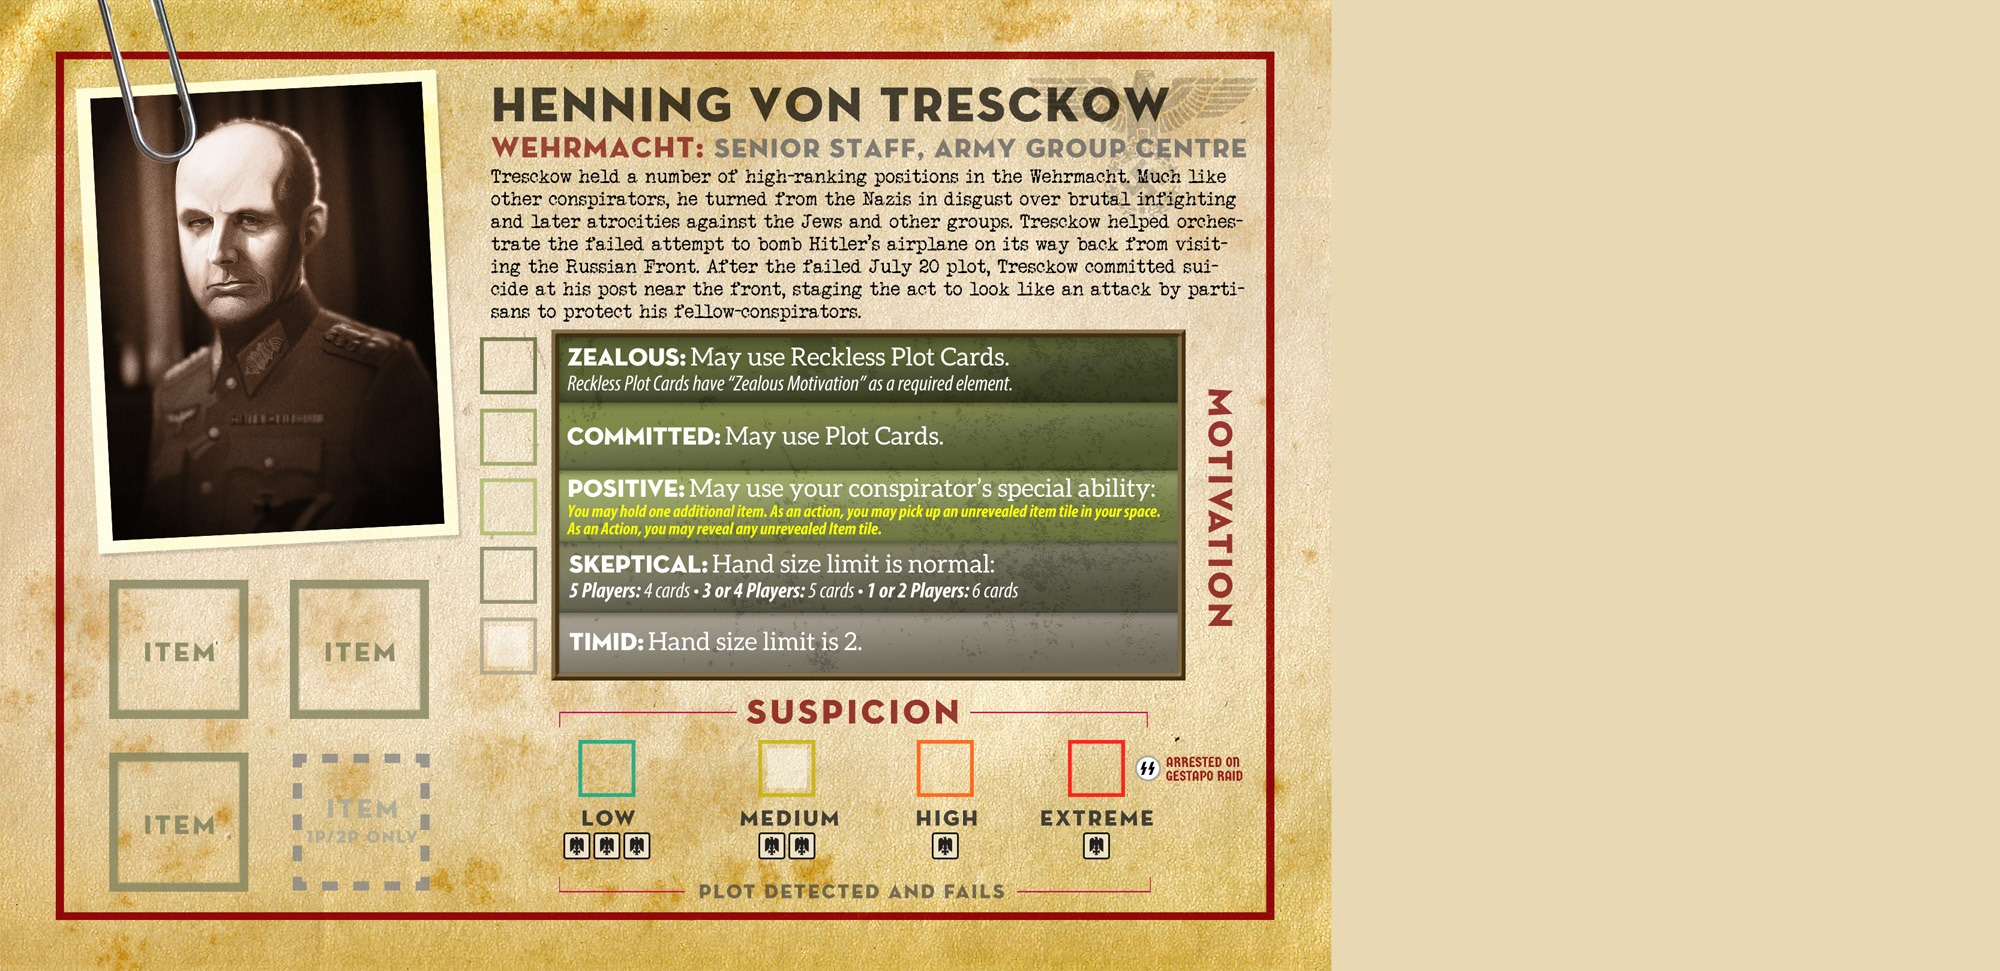 HENNING VON TRESCKOW
WEHRMACHT: SENIOR STAFF, ARMY GROUP CENTRE
Tresckow held a number of high-ranking positions in the Wehrmacht. Much like
other conspirators, he turned from the Nazis in disgust over brutal infighting
and later atrocities against the Jews and other groups. Tresckow helped orches-
trate the failed attempt to bomb Hitler's airplane on its way back from visit-
ing the Russian Front. After the failed July 20 plot, Tresckow committed sui-
cide at his post near the front, staging the act to look like an attack by parti-
sans to protect his fellow-conspirators.
ZEALOUS: May use Reckless Plot Cards.
Reckless Plot Cards have "Zealous Motivation" as a required element.
COMMITTED: May use Plot Cards.
POSITIVE: May use your conspirator's special ability:
You may hold one additional item. As an action, you may pick up an unrevealed item tile in your space.
As an Action, you may reveal any unrevealed Item tile.
SKEPTICAL: Hand size limit is normal:
5 Players: 4 cards • 3 or 4 Players: 5 cards • 1 or 2 Players: 6 cards
TIMID: Hand size limit is 2.
MOTIVATION
ITEM
ITEM
ITEM
ITEM
1P/2P ONLY
SUSPICION
ARRESTED ON
GESTAPO RAID
LOW
MEDIUM
HIGH
EXTREME
PLOT DETECTED AND FAILS